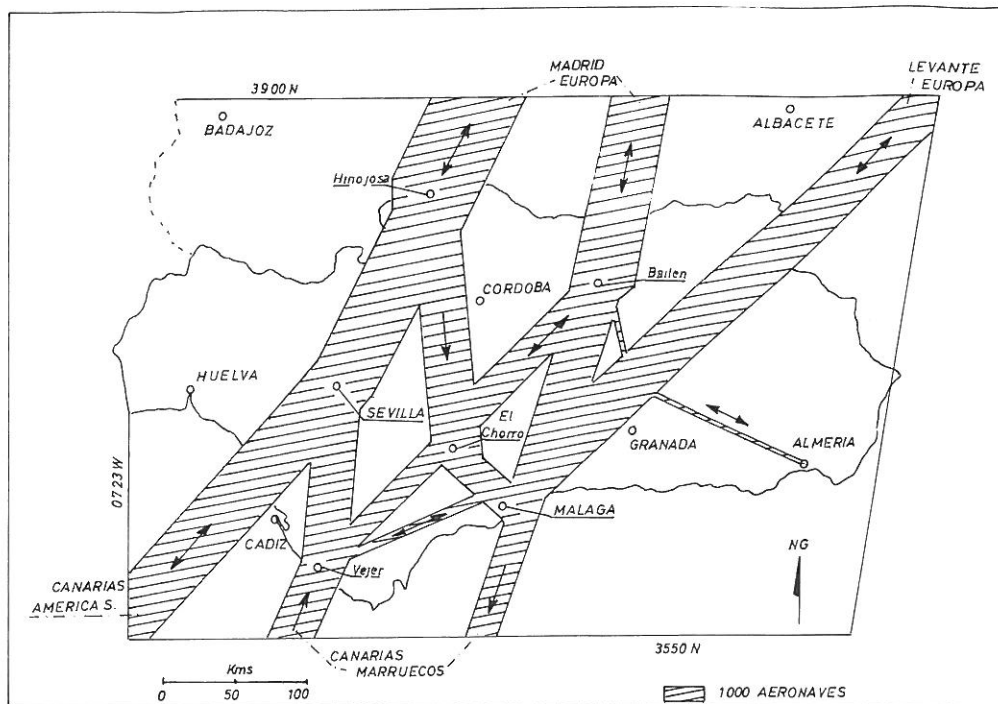 MADRID
EUROPA
LEVANTE
EUROPA
3900 N
BADAJOZ
ALBACETE
Hinojosa
Bailen
CORDOBA
HUELVA
SEVILLA
El
Chorro
GRANADA
ALMERIA
0723 W
MALAGA
CADIZ
Vejer
NG
CANARIAS
AMERICA S.
3550 N
CANARIAS
MARRUECOS
Kms
0 50 100
1000 AERONAVES